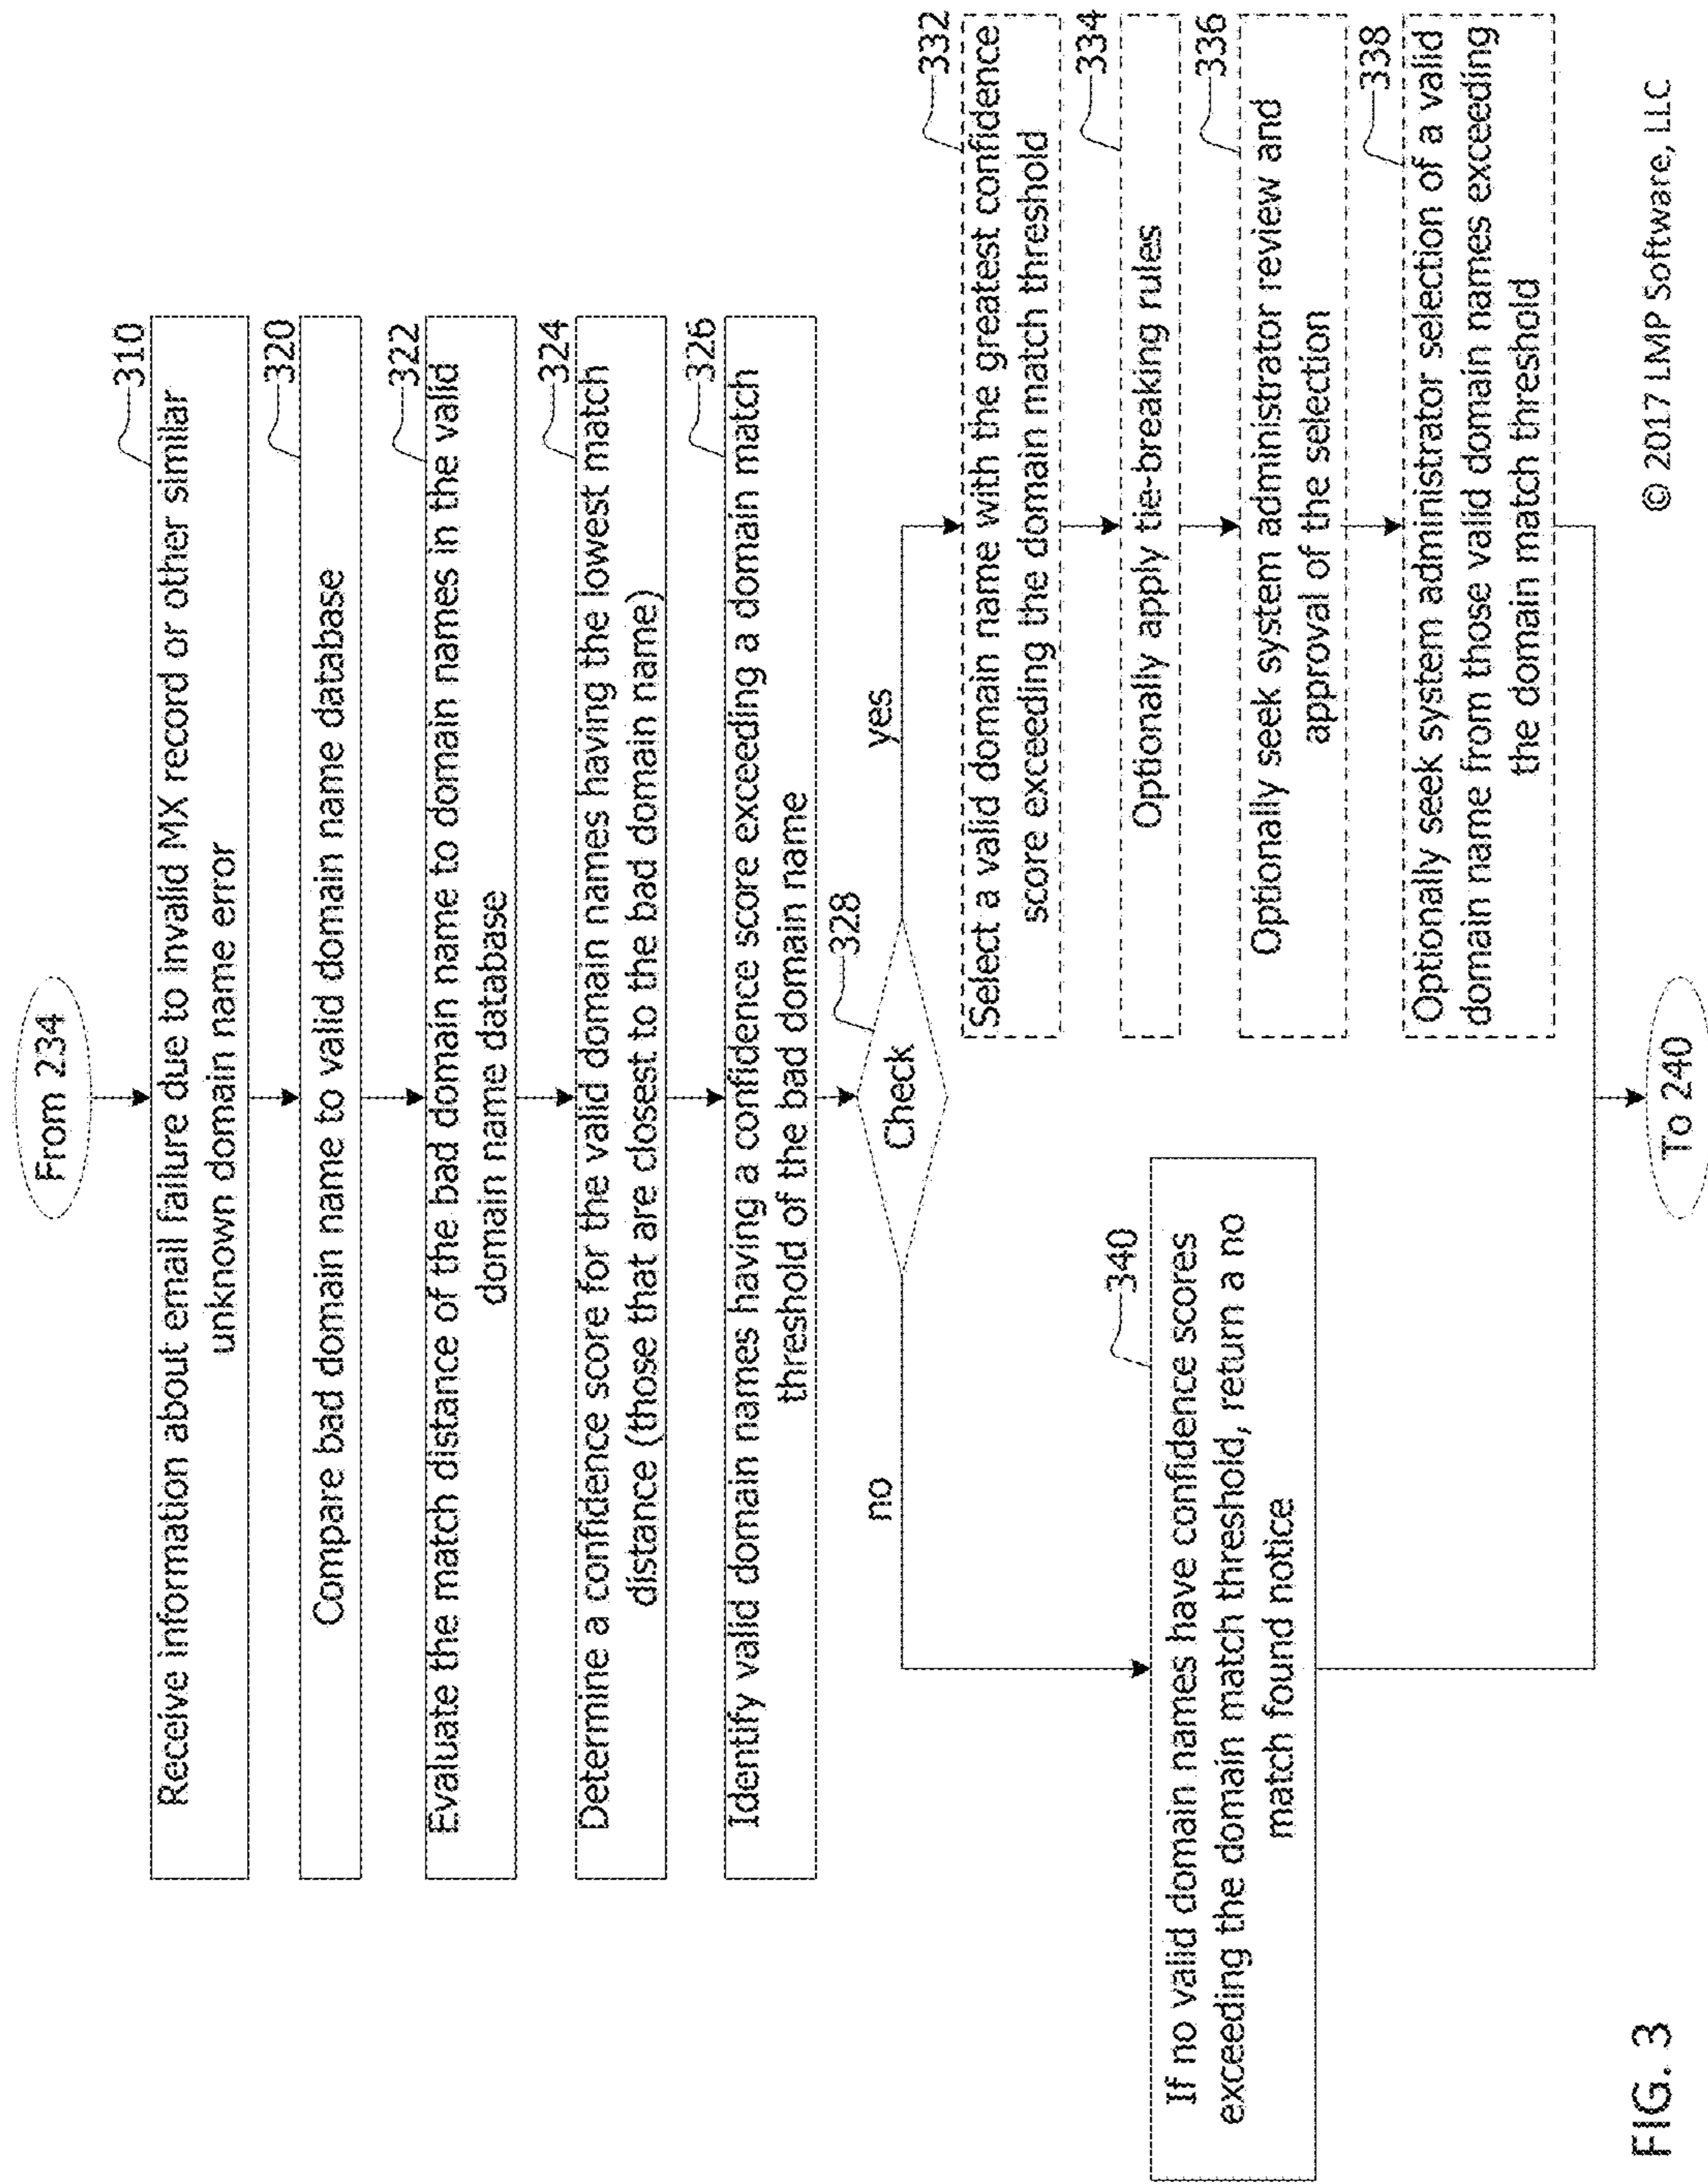 From 234
310
Receive information about email failure due to invalid MX record or other similar
unknown domain name error
320
Compare bad domain name to valid domain name database
322
Evaluate the match distance of the bad domain name to domain names in the valid
domain name database
324
Determine a confidence score for the valid domain names having the lowest match
distance (those that are closest to the bad domain name)
326
Identify valid domain names having a confidence score exceeding a domain match
threshold of the bad domain name
328
Check
no
yes
332
Select a valid domain name with the greatest confidence
score exceeding the domain match threshold
334
Optionally apply tie-breaking rules
336
Optionally seek system administrator review and
approval of the selection
338
Optionally seek system administrator selection of a valid
domain name from those valid domain names exceeding
the domain match threshold
340
If no valid domain names have confidence scores
exceeding the domain match threshold, return a no
match found notice
To 240
FIG. 3
© 2017 LMP Software, LLC